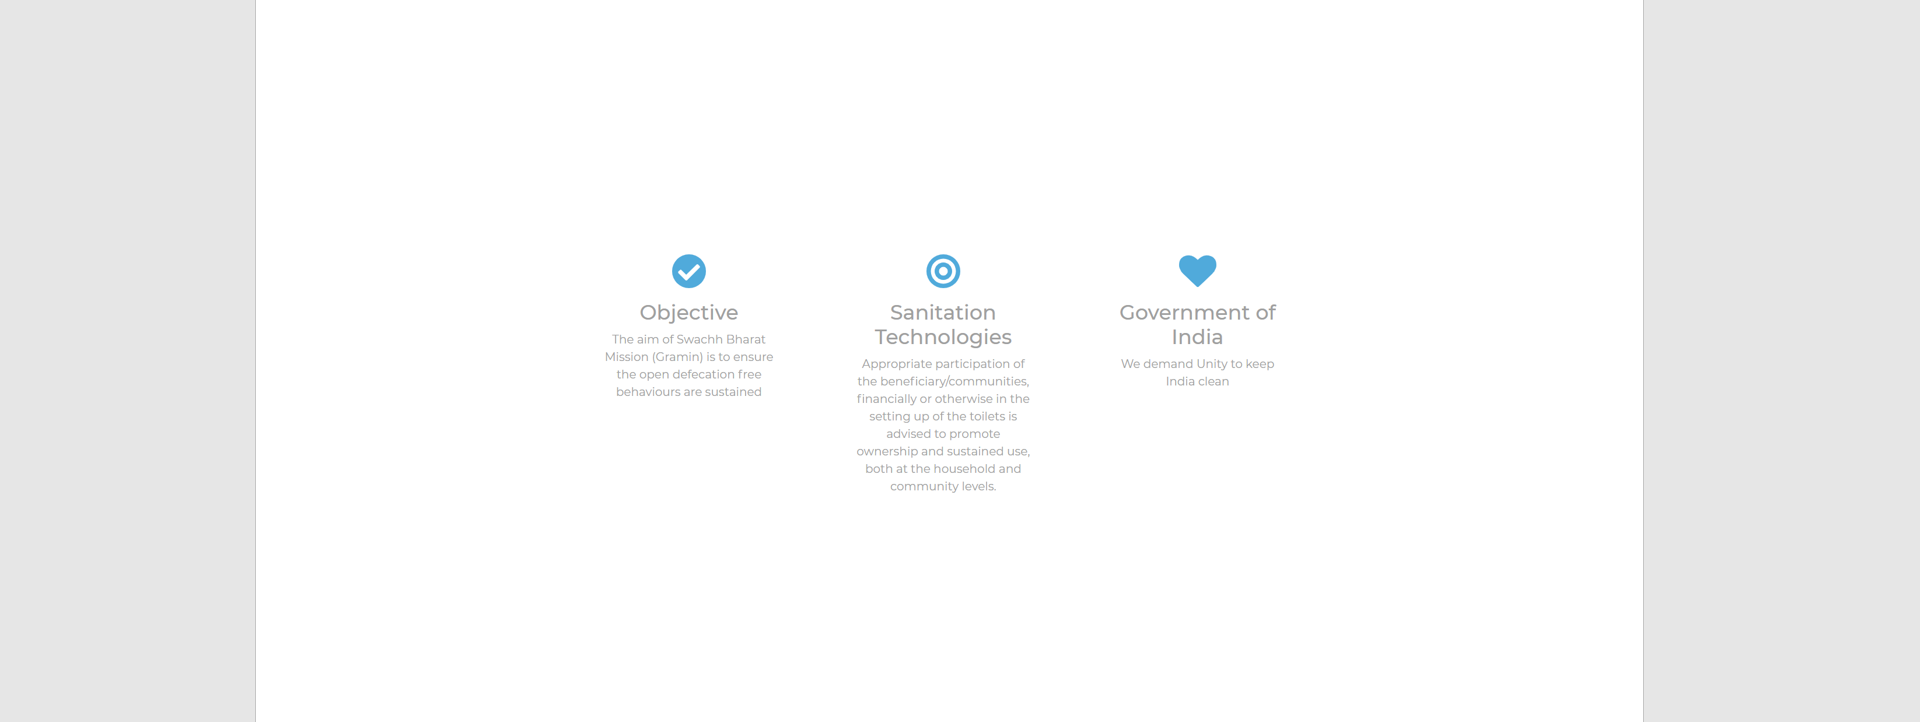 Objective
The aim of Swachh Bharat
Mission (Gramin) is to ensure
the open defecation free
behaviours are sustained
Sanitation
Technologies
Appropriate participation of
the beneficiary/communities,
financially or otherwise in the
setting up of the toilets is
advised to promote
ownership and sustained use,
both at the household and
community levels.
Government of
India
We demand Unity to keep
India clean